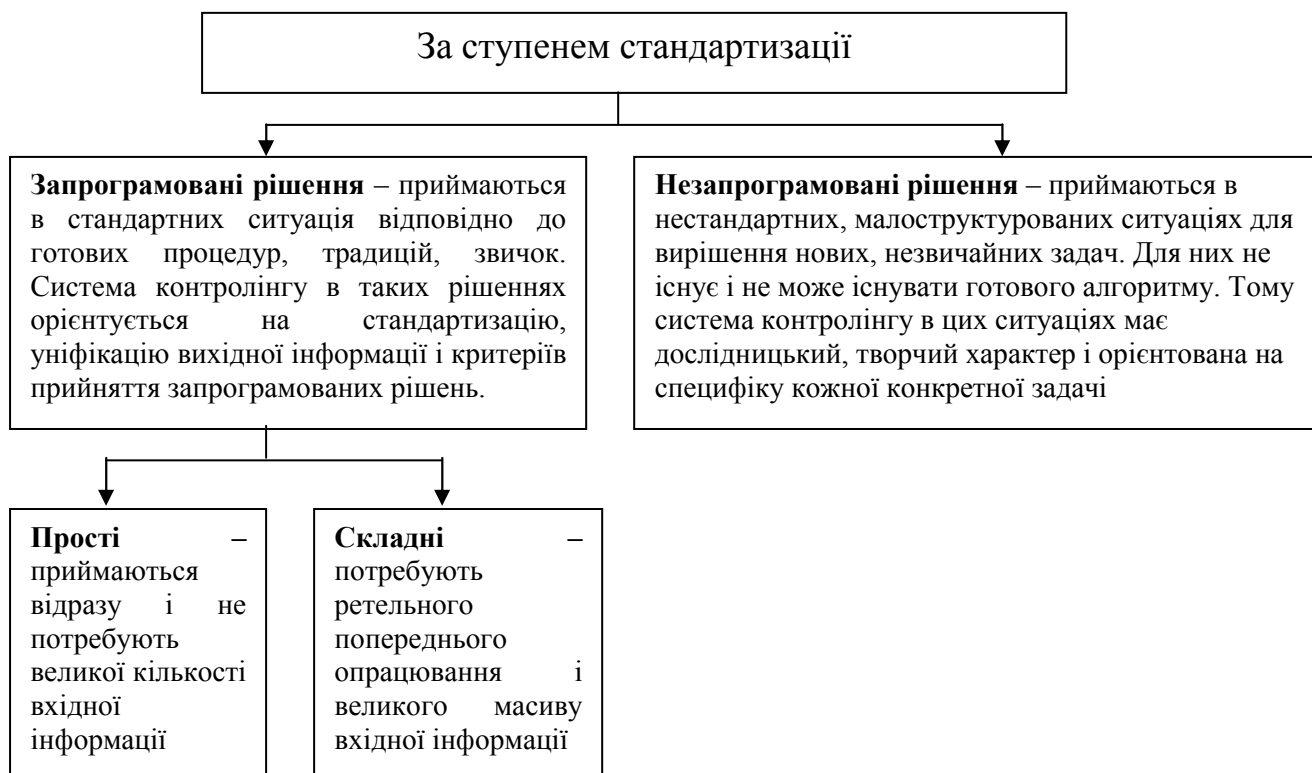 За ступенем стандартизації
Запрограмовані рішення – приймаються
в стандартних ситуація відповідно до
готових процедур, традицій, звичок.
Система контролінгу в таких рішеннях
орієнтується на стандартизацію,
уніфікацію вихідної інформації і критеріїв
прийняття запрограмованих рішень.
Незапрограмовані рішення – приймаються в
нестандартних, малоструктурованих ситуаціях для
вирішення нових, незвичайних задач. Для них не
існує і не може існувати готового алгоритму. Тому
система контролінгу в цих ситуаціях має
дослідницький, творчий характер і орієнтована на
специфіку кожної конкретної задачі
Прості –
приймаються
відразу і не
потребують
великої кількості
вхідної
інформації
Складні –
потребують
ретельного
попереднього
опрацювання і
великого масиву
вхідної інформації